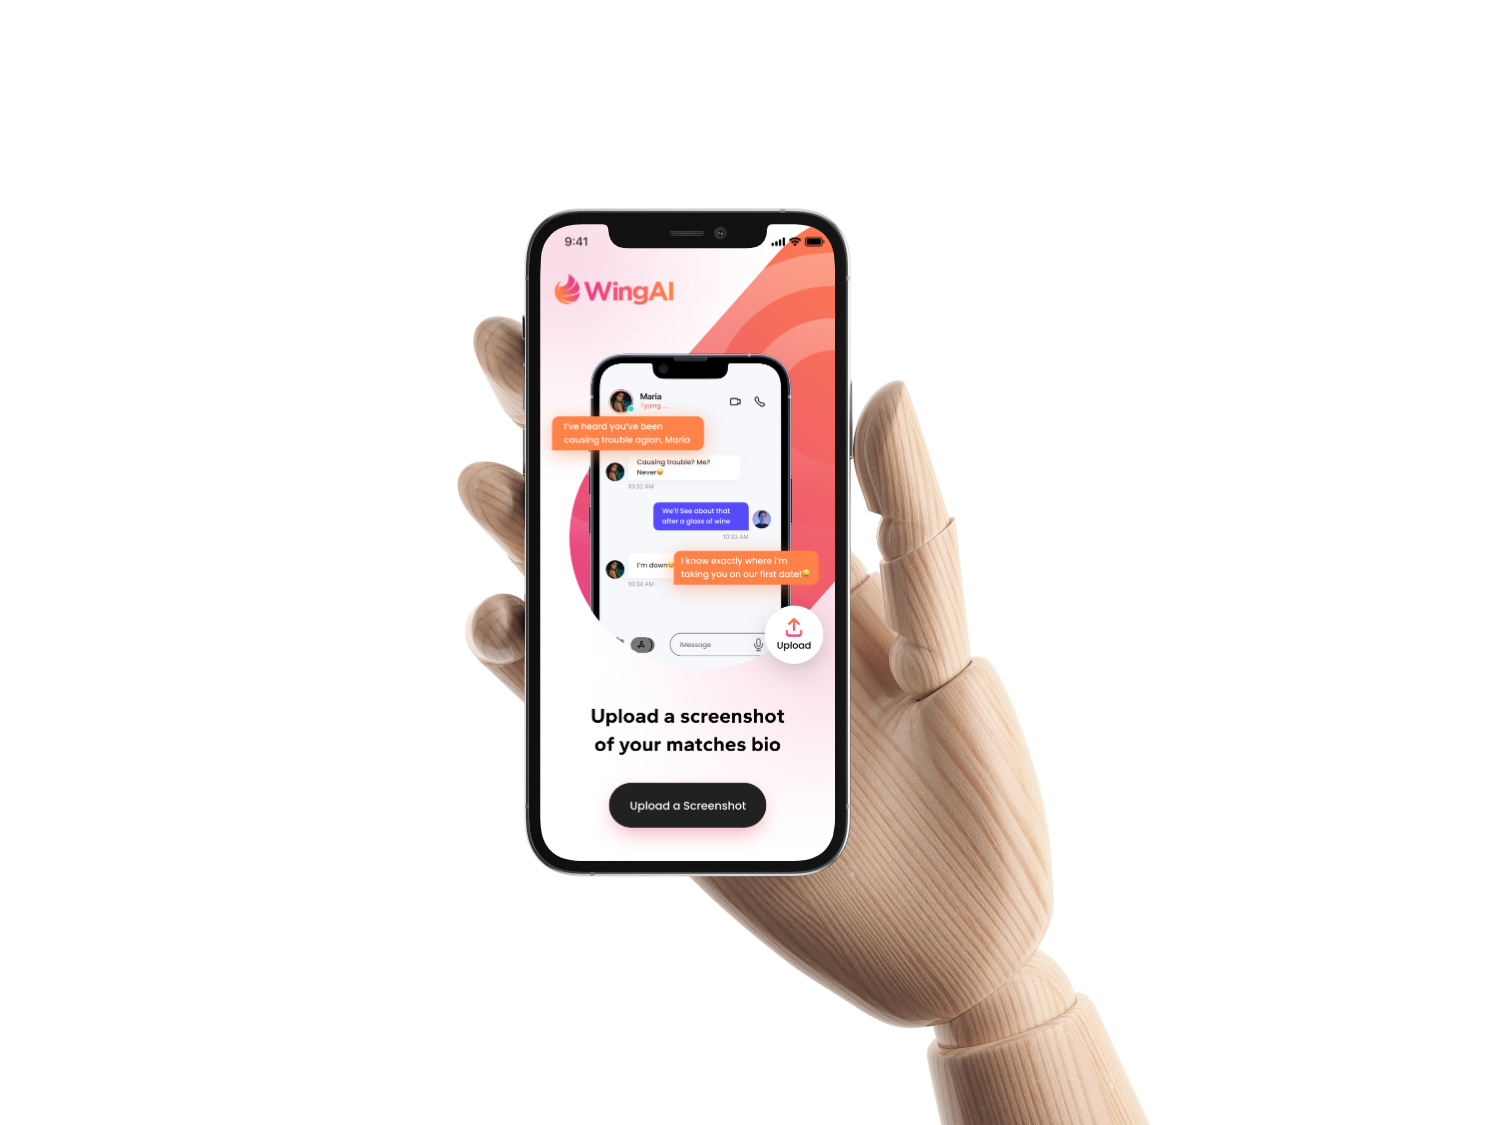 9:41
WingAI
Maria
Typing....
I've heard you've been
causing trouble agian, Maria
Causing trouble? Me?
Never😉
10:32 AM
We'll See about that
after a glass of wine
10:33 AM
I'm down😉
I know exactly where i'm
taking you on our first date!😄
10:34 AM
iMessage
Upload
Upload a screenshot
of your matches bio
Upload a Screenshot